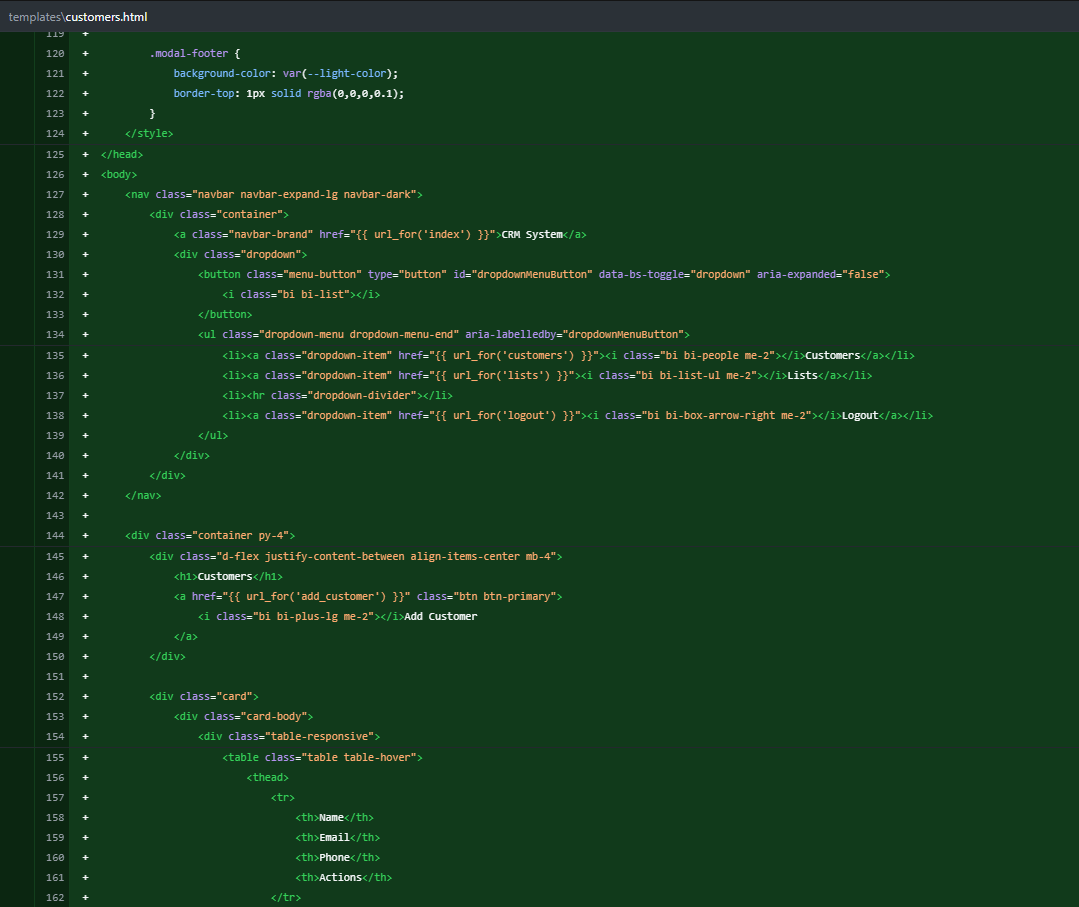 templates\customers.html
119 +
120 +         .modal-footer {
121 +             background-color: var(--light-color);
122 +             border-top: 1px solid rgba(0,0,0,0.1);
123 +         }
124 +     </style>
125 + </head>
126 + <body>
127 +     <nav class="navbar navbar-expand-lg navbar-dark">
128 +         <div class="container">
129 +             <a class="navbar-brand" href="{{ url_for('index') }}">CRM System</a>
130 +             <div class="dropdown">
131 +                 <button class="menu-button" type="button" id="dropdownMenuButton" data-bs-toggle="dropdown" aria-expanded="false">
132 +                     <i class="bi bi-list"></i>
133 +                 </button>
134 +                 <ul class="dropdown-menu dropdown-menu-end" aria-labelledby="dropdownMenuButton">
135 +                     <li><a class="dropdown-item" href="{{ url_for('customers') }}"><i class="bi bi-people me-2"></i>Customers</a></li>
136 +                     <li><a class="dropdown-item" href="{{ url_for('lists') }}"><i class="bi bi-list-ul me-2"></i>Lists</a></li>
137 +                     <li><hr class="dropdown-divider"></li>
138 +                     <li><a class="dropdown-item" href="{{ url_for('logout') }}"><i class="bi bi-box-arrow-right me-2"></i>Logout</a></li>
139 +                 </ul>
140 +             </div>
141 +         </div>
142 +     </nav>
143 +
144 +     <div class="container py-4">
145 +         <div class="d-flex justify-content-between align-items-center mb-4">
146 +             <h1>Customers</h1>
147 +             <a href="{{ url_for('add_customer') }}" class="btn btn-primary">
148 +                 <i class="bi bi-plus-lg me-2"></i>Add Customer
149 +             </a>
150 +         </div>
151 +
152 +         <div class="card">
153 +             <div class="card-body">
154 +                 <div class="table-responsive">
155 +                     <table class="table table-hover">
156 +                         <thead>
157 +                             <tr>
158 +                                 <th>Name</th>
159 +                                 <th>Email</th>
160 +                                 <th>Phone</th>
161 +                                 <th>Actions</th>
162 +                             </tr>